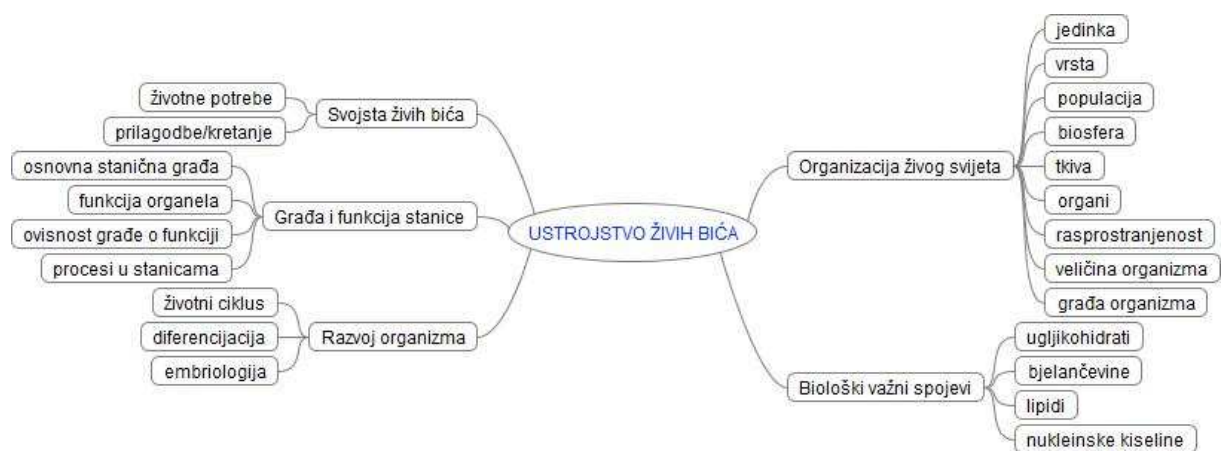 USTROJSTVO ŽIVIH BIĆA
Svojsta živih bića
životne potrebe
prilagodbe/kretanje
Građa i funkcija stanice
osnovna stanična građa
funkcija organela
ovisnost građe o funkciji
procesi u stanicama
Razvoj organizma
životni ciklus
diferencijacija
embriologija
Organizacija živog svijeta
jedinka
vrsta
populacija
biosfera
tkiva
organi
rasprostranjenost
veličina organizma
građa organizma
Biološki važni spojevi
ugljikohidrati
bjelančevine
lipidi
nukleinske kiseline